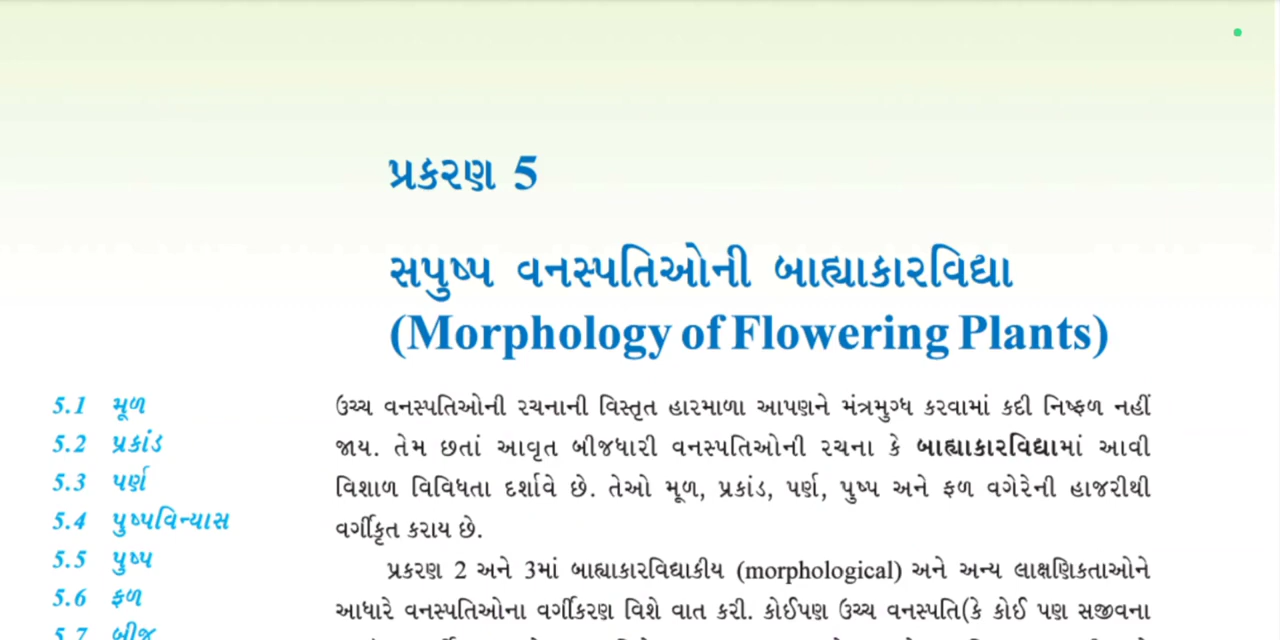 પ્રકરણ 5
સપુષ્પ વનસ્પતિઓની બાહ્યાકારવિદ્યા
(Morphology of Flowering Plants)
5.1 મૂળ
5.2 પ્રકાંડ
5.3 પર્ણ
5.4 પુષ્પવિન્યાસ
5.5 પુષ્પ
5.6 ફળ
5.7 બીજ
ઉચ્ચ વનસ્પતિઓની રચનાની વિસ્તૃત હારમાળા આપણને મંત્રમુગ્ધ કરવામાં કદી નિષ્ફળ નહીં
જાય. તેમ છતાં આવૃત બીજધારી વનસ્પતિઓની રચના કે બાહ્યાકારવિદ્યામાં આવી
વિશાળ વિવિધતા દર્શાવે છે. તેઓ મૂળ, પ્રકાંડ, પર્ણ, પુષ્પ અને ફળ વગેરેની હાજરીથી
વર્ગીકૃત કરાય છે.
પ્રકરણ 2 અને 3માં બાહ્યાકારવિદ્યાકીય (morphological) અને અન્ય લાક્ષણિકતાઓને
આધારે વનસ્પતિઓના વર્ગીકરણ વિશે વાત કરી. કોઈપણ ઉચ્ચ વનસ્પતિ(કે કોઈ પણ સજીવના